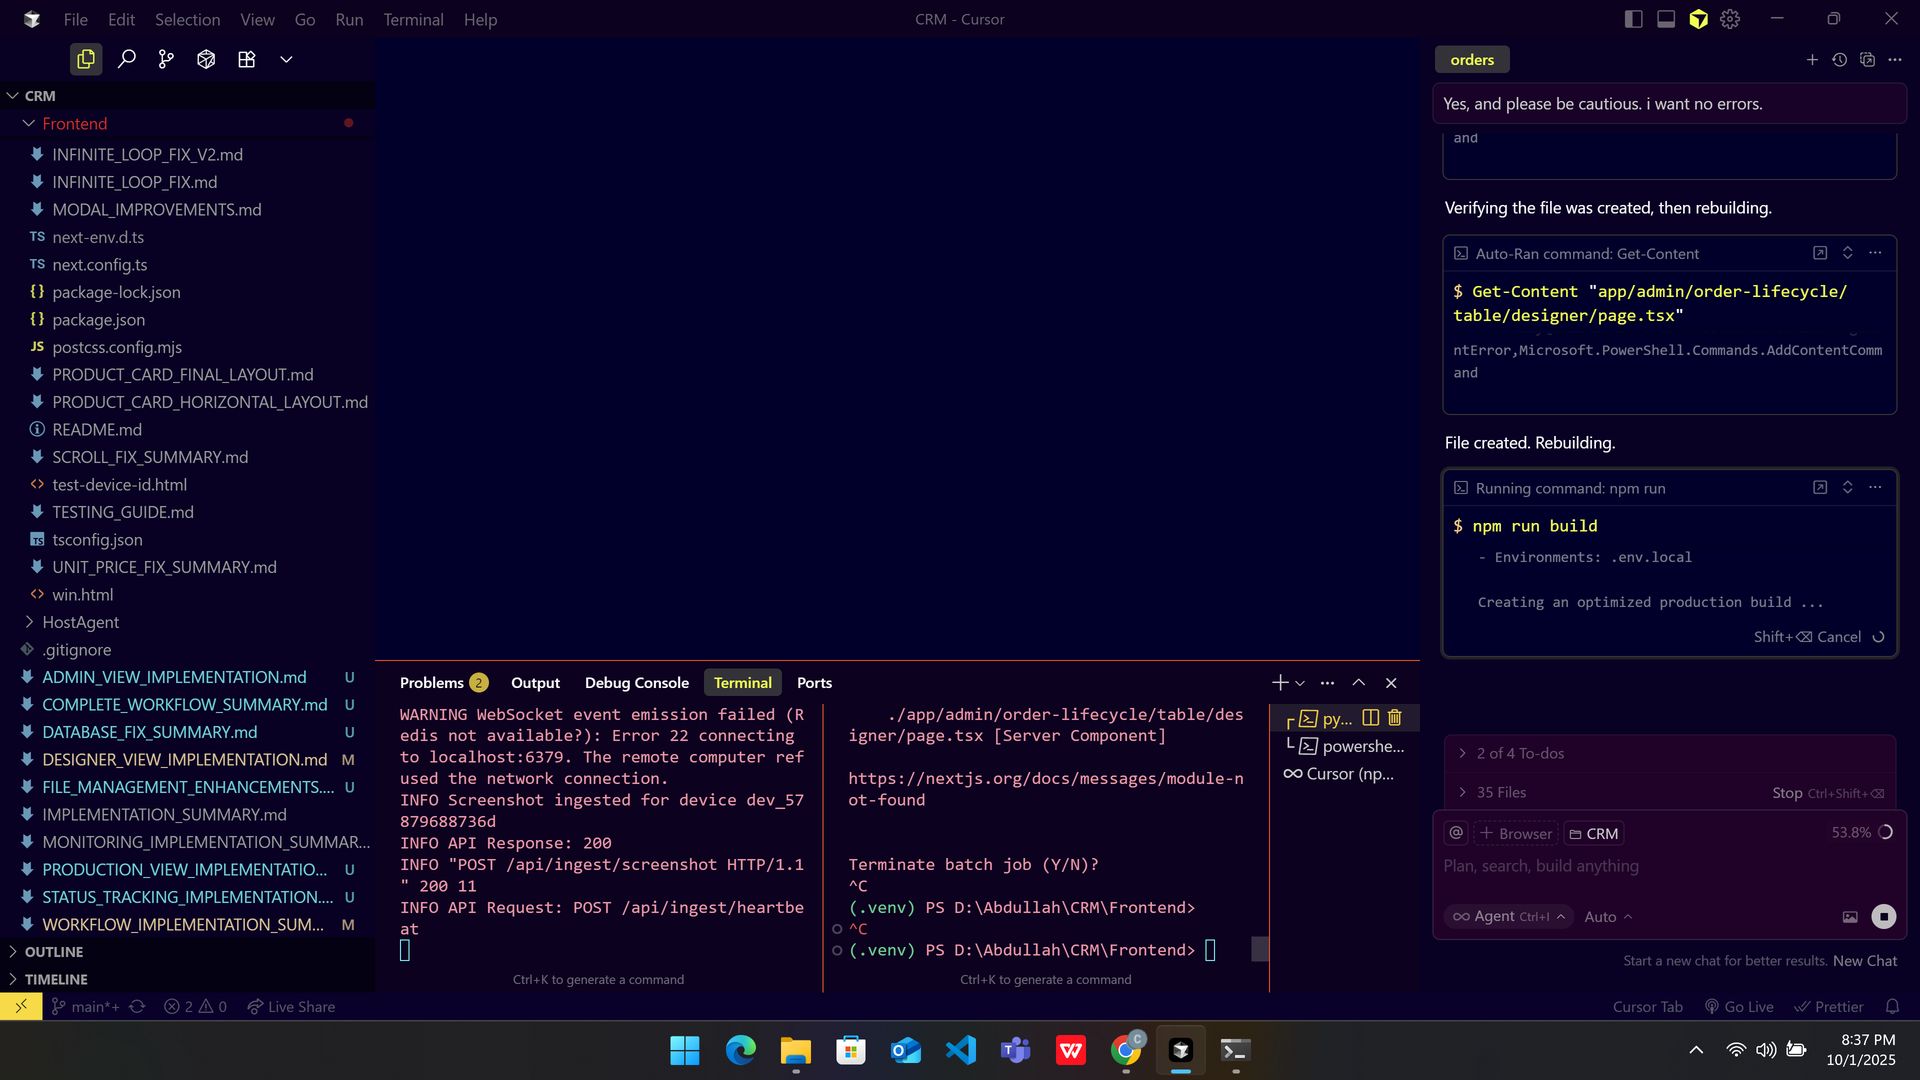 File Edit Selection View Go Run Terminal Help
CRM - Cursor
CRM
Frontend
INFINITE_LOOP_FIX_V2.md
INFINITE_LOOP_FIX.md
MODAL_IMPROVEMENTS.md
TS next-env.d.ts
TS next.config.ts
{} package-lock.json
{} package.json
JS postcss.config.mjs
PRODUCT_CARD_FINAL_LAYOUT.md
PRODUCT_CARD_HORIZONTAL_LAYOUT.md
README.md
SCROLL_FIX_SUMMARY.md
<> test-device-id.html
TESTING_GUIDE.md
TS tsconfig.json
UNIT_PRICE_FIX_SUMMARY.md
<> win.html
HostAgent
.gitignore
ADMIN_VIEW_IMPLEMENTATION.md U
COMPLETE_WORKFLOW_SUMMARY.md U
DATABASE_FIX_SUMMARY.md U
DESIGNER_VIEW_IMPLEMENTATION.md M
FILE_MANAGEMENT_ENHANCEMENTS.... U
IMPLEMENTATION_SUMMARY.md
MONITORING_IMPLEMENTATION_SUMMAR...
PRODUCTION_VIEW_IMPLEMENTATIO... U
STATUS_TRACKING_IMPLEMENTATION.... U
WORKFLOW_IMPLEMENTATION_SUM... M
OUTLINE
TIMELINE
Problems 2 Output Debug Console Terminal Ports
WARNING WebSocket event emission failed (R
edis not available?): Error 22 connecting
to localhost:6379. The remote computer ref
used the network connection.
INFO Screenshot ingested for device dev_57
879688736d
INFO API Response: 200
INFO "POST /api/ingest/screenshot HTTP/1.1
" 200 11
INFO API Request: POST /api/ingest/heartbe
at
Ctrl+K to generate a command
./app/admin/order-lifecycle/table/des
igner/page.tsx [Server Component]
https://nextjs.org/docs/messages/module-n
ot-found
Terminate batch job (Y/N)?
^C
(.venv) PS D:\Abdullah\CRM\Frontend>
^C
(.venv) PS D:\Abdullah\CRM\Frontend>
Ctrl+K to generate a command
py...
powershe...
Cursor (np...
orders
Yes, and please be cautious. i want no errors.
and
Verifying the file was created, then rebuilding.
Auto-Ran command: Get-Content
$ Get-Content "app/admin/order-lifecycle/
table/designer/page.tsx"
ntError,Microsoft.PowerShell.Commands.AddContentComm
and
File created. Rebuilding.
Running command: npm run
$ npm run build
- Environments: .env.local
Creating an optimized production build ...
Shift+⌫ Cancel
2 of 4 To-dos
35 Files Stop Ctrl+Shift+⌫
@ + Browser CRM 53.8%
Plan, search, build anything
∞ Agent Ctrl+I Auto
Start a new chat for better results. New Chat
main*+ 2 0 Live Share
Cursor Tab Go Live Prettier
8:37 PM
10/1/2025